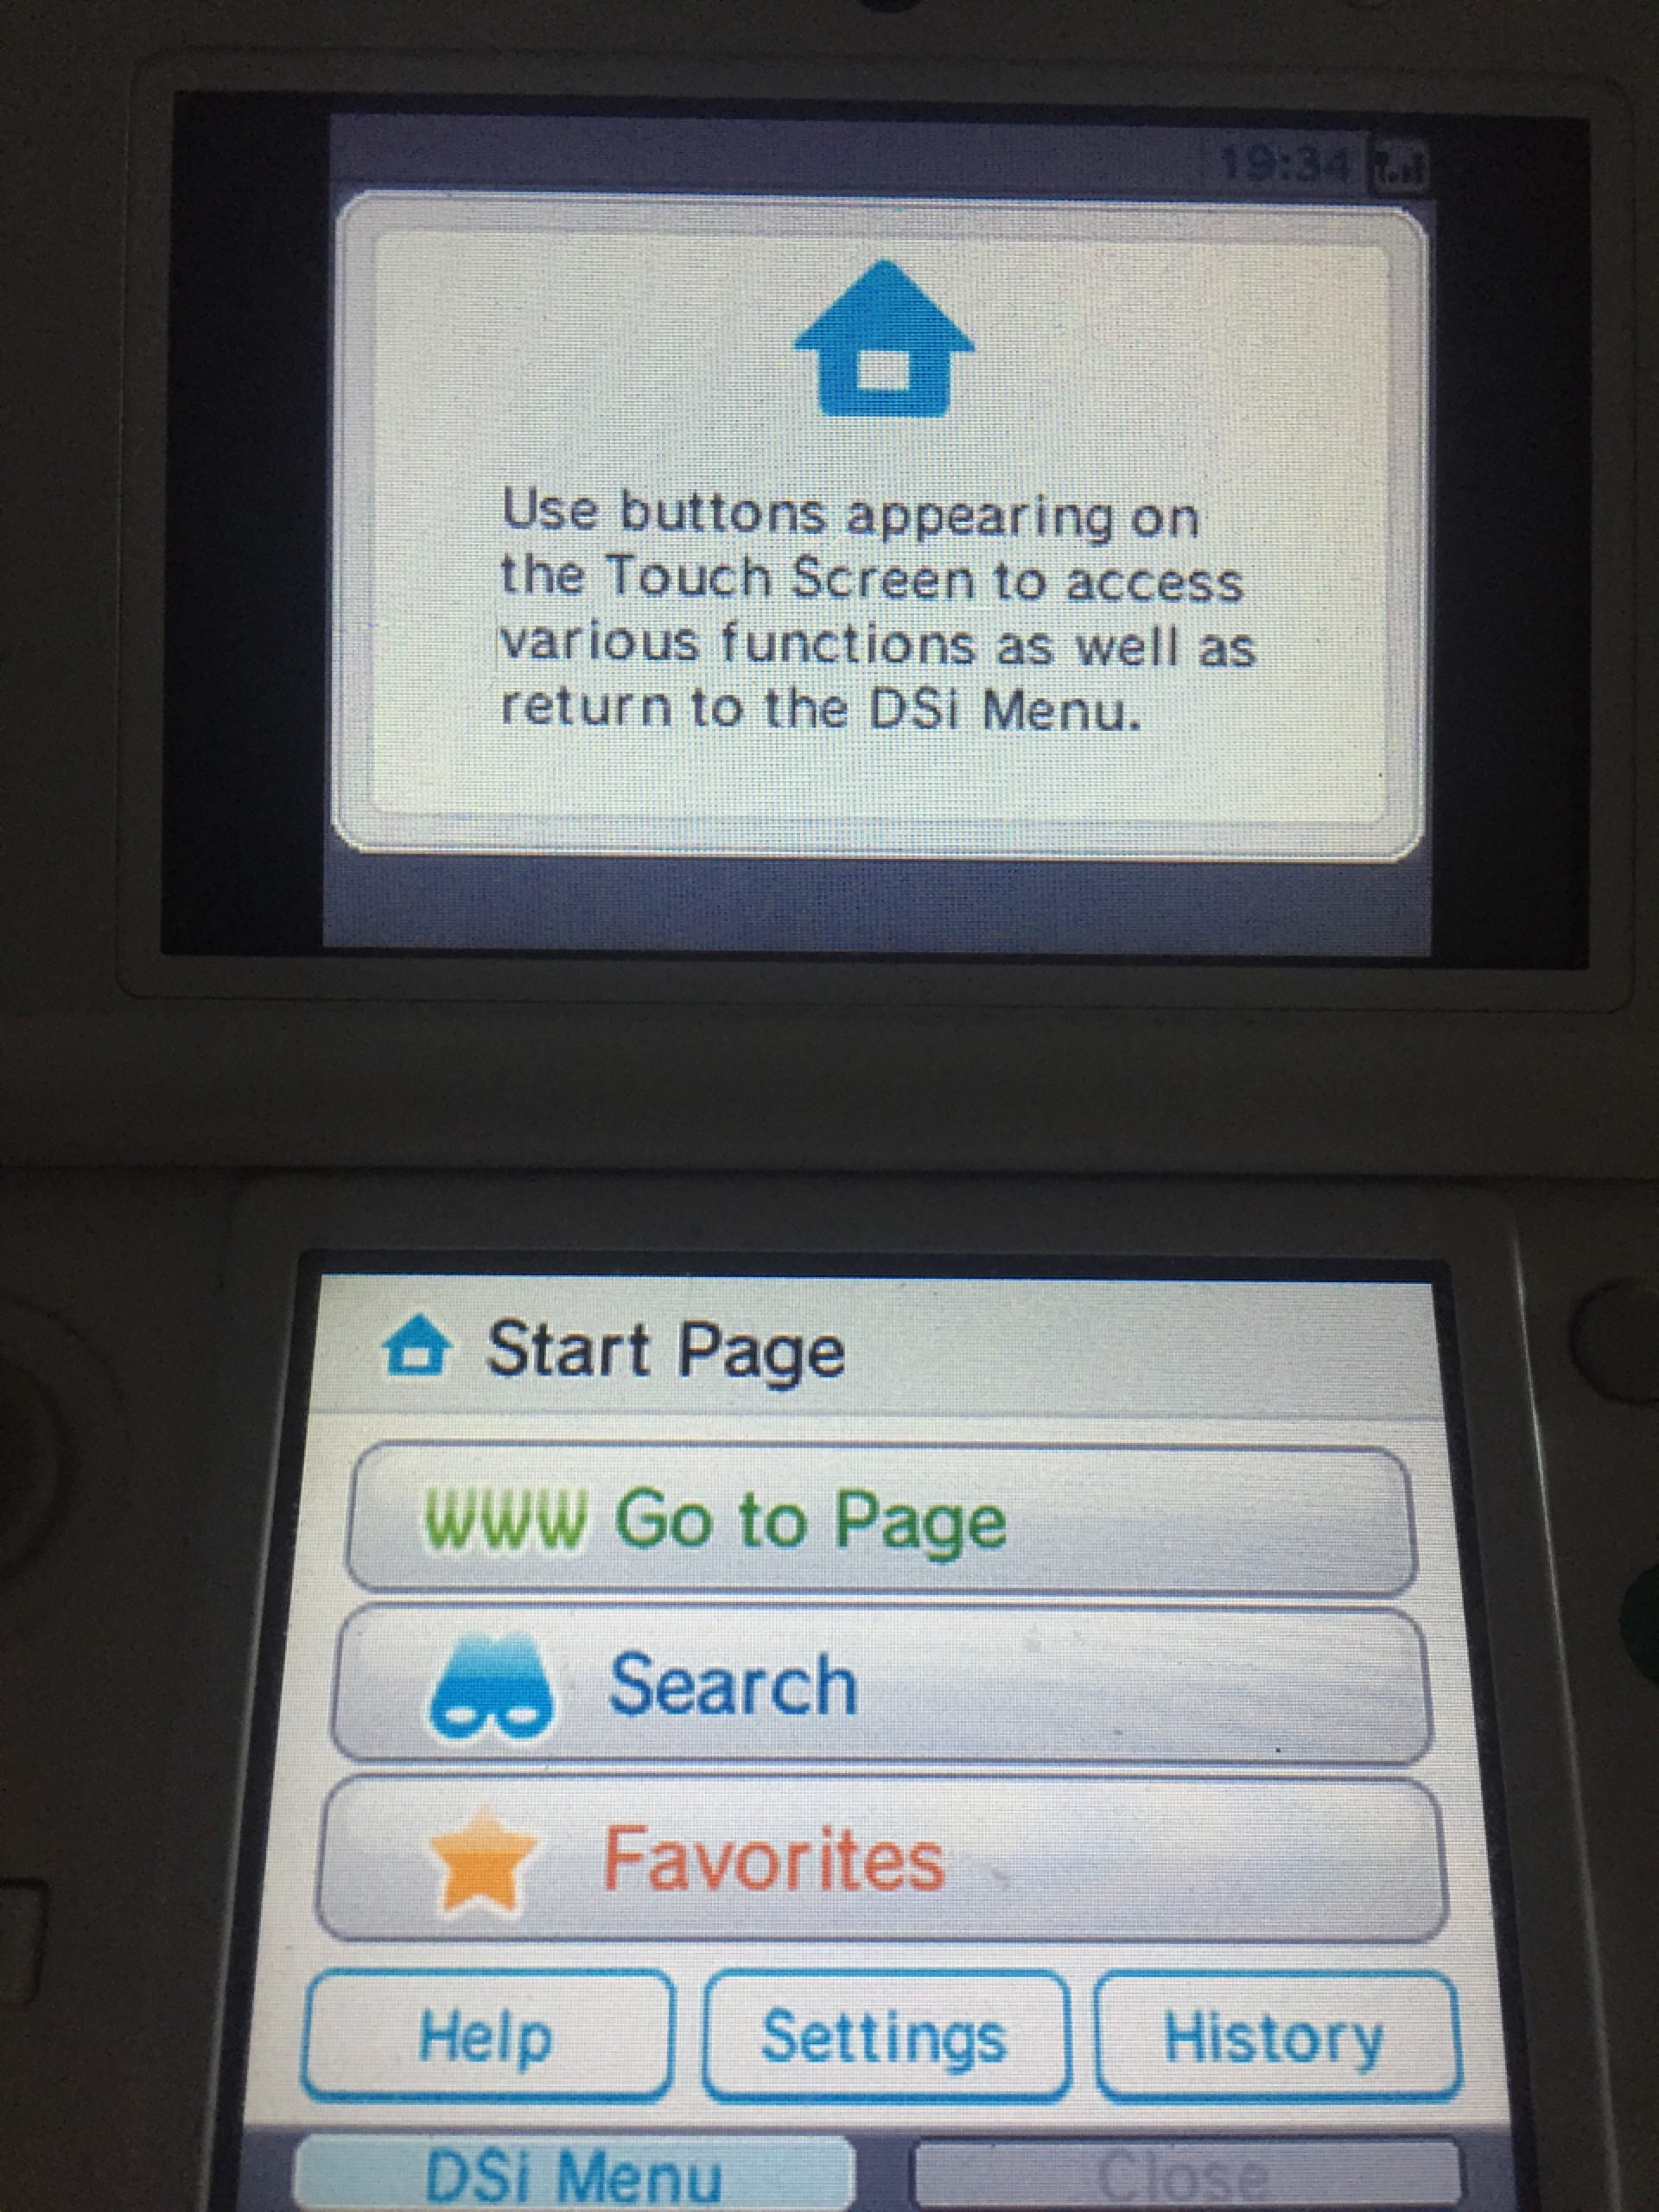 19:34
Use buttons appearing on
the Touch Screen to access
various functions as well as
return to the DSi Menu.
Start Page
WWW Go to Page
Search
Favorites
Help Settings History
DSi Menu Close